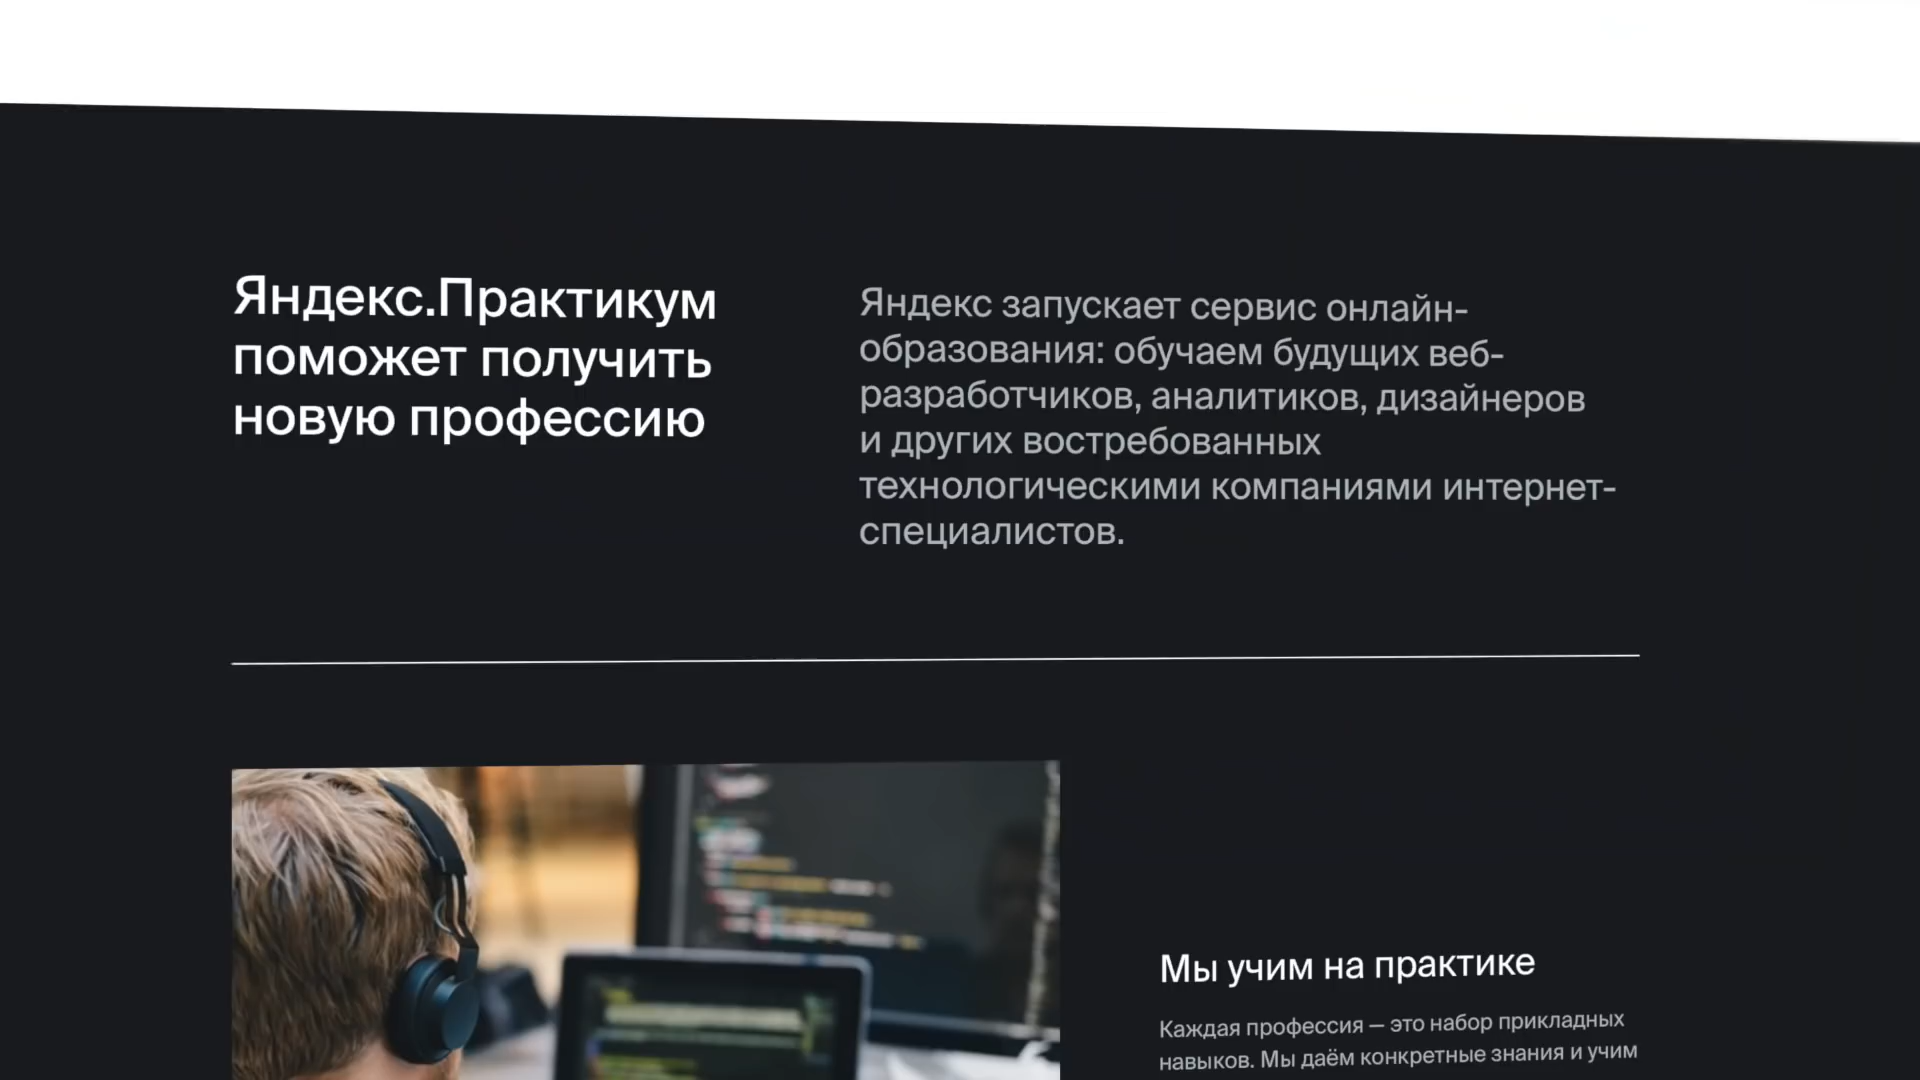 Яндекс.Практикум
поможет получить
новую профессию
Яндекс запускает сервис онлайн-
образования: обучаем будущих веб-
разработчиков, аналитиков, дизайнеров
и других востребованных
технологическими компаниями интернет-
специалистов.
Мы учим на практике
Каждая профессия — это набор прикладных
навыков. Мы даём конкретные знания и учим